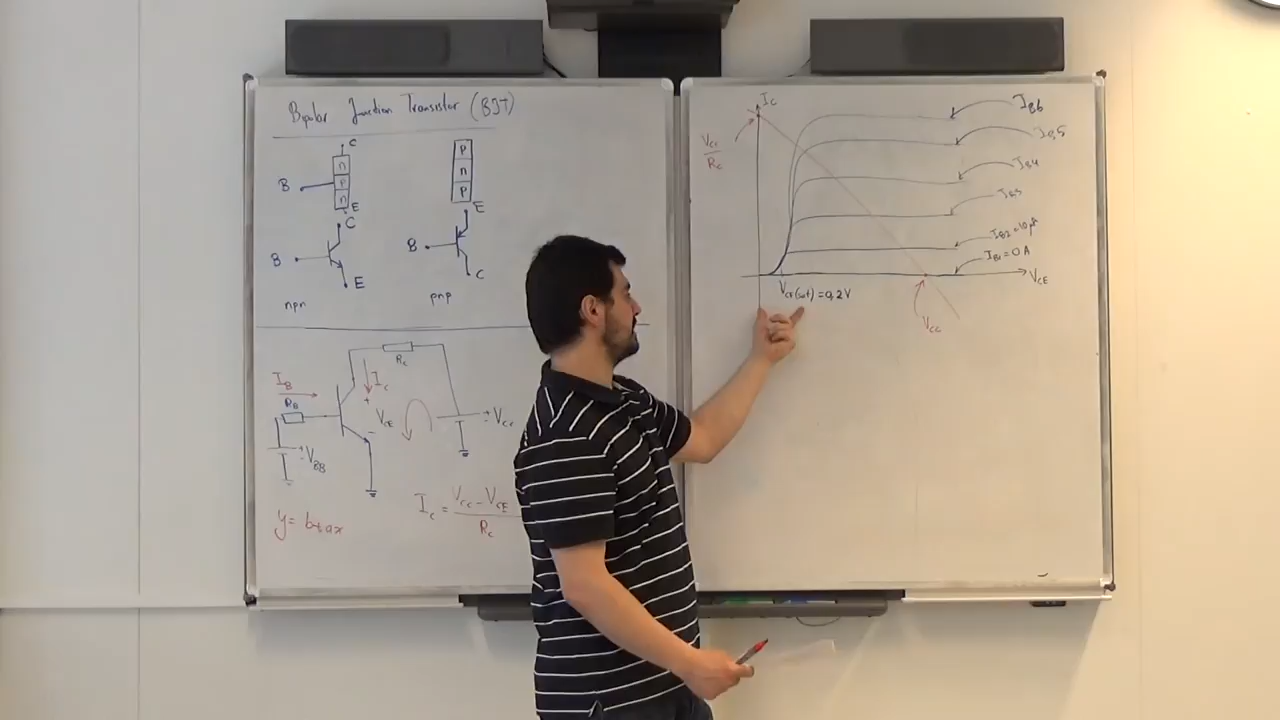 Bipolar Junction Transistor (BJT)
C
n
p
n
B
E
p
n
p
E
C
B
E
npn
B
C
pnp
I_B
R_B
V_BB
R_C
I_C
+
V_CE
-
± V_CC
y = b+ax
I_C = (V_CC - V_CE) / R_C
I_C
V_CC / R_C
I_B6
I_B5
I_B4
I_B3
I_B2 = 10 µA
I_B1 = 0 A
V_CE
V_CE(sat) = 0,2V
V_CC